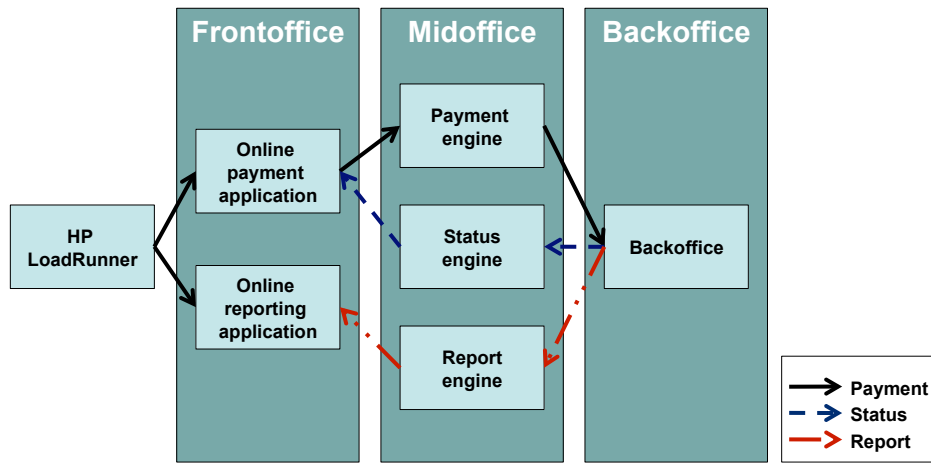 Frontoffice
Midoffice
Backoffice
HP
LoadRunner
Online
payment
application
Online
reporting
application
Payment
engine
Status
engine
Report
engine
Backoffice
Payment
Status
Report